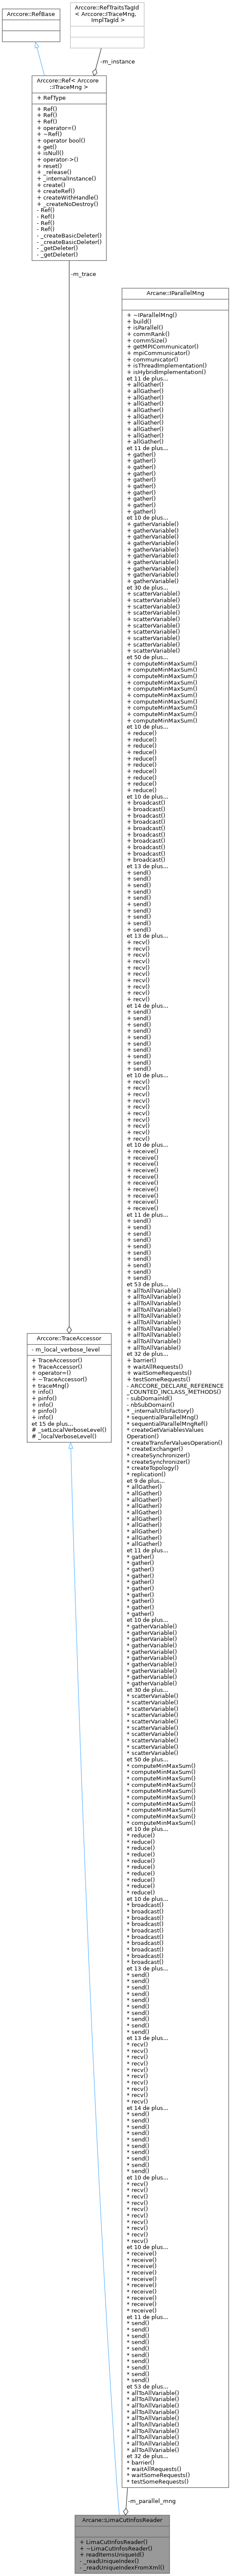 Arccore::RefBase
Arccore::RefTraitsTagId
< Arccore::ITraceMng,
ImplTagId >
-m_instance
Arccore::Ref< Arccore
::ITraceMng >
+ RefType
+ Ref()
+ Ref()
+ Ref()
+ operator=()
+ ~Ref()
+ operator bool()
+ get()
+ isNull()
+ operator->()
+ reset()
+ _release()
+ _internalInstance()
+ create()
+ createRef()
+ createWithHandle()
+ _createNoDestroy()
- Ref()
- Ref()
- Ref()
- Ref()
- _createBasicDeleter()
- _createBasicDeleter()
- _getDeleter()
- _getDeleter()
-m_trace
Arcane::IParallelMng
+ ~IParallelMng()
+ build()
+ isParallel()
+ commRank()
+ commSize()
+ getMPICommunicator()
+ mpiCommunicator()
+ communicator()
+ isThreadImplementation()
+ isHybridImplementation()
et 11 de plus...
+ allGather()
+ allGather()
+ allGather()
+ allGather()
+ allGather()
+ allGather()
+ allGather()
+ allGather()
+ allGather()
+ allGather()
et 11 de plus...
+ gather()
+ gather()
+ gather()
+ gather()
+ gather()
+ gather()
+ gather()
+ gather()
+ gather()
+ gather()
et 10 de plus...
+ gatherVariable()
+ gatherVariable()
+ gatherVariable()
+ gatherVariable()
+ gatherVariable()
+ gatherVariable()
+ gatherVariable()
+ gatherVariable()
+ gatherVariable()
+ gatherVariable()
et 30 de plus...
+ scatterVariable()
+ scatterVariable()
+ scatterVariable()
+ scatterVariable()
+ scatterVariable()
+ scatterVariable()
+ scatterVariable()
+ scatterVariable()
+ scatterVariable()
+ scatterVariable()
et 50 de plus...
+ computeMinMaxSum()
+ computeMinMaxSum()
+ computeMinMaxSum()
+ computeMinMaxSum()
+ computeMinMaxSum()
+ computeMinMaxSum()
+ computeMinMaxSum()
+ computeMinMaxSum()
+ computeMinMaxSum()
+ computeMinMaxSum()
et 10 de plus...
+ reduce()
+ reduce()
+ reduce()
+ reduce()
+ reduce()
+ reduce()
+ reduce()
+ reduce()
+ reduce()
+ reduce()
et 10 de plus...
+ broadcast()
+ broadcast()
+ broadcast()
+ broadcast()
+ broadcast()
+ broadcast()
+ broadcast()
+ broadcast()
+ broadcast()
+ broadcast()
et 13 de plus...
+ send()
+ send()
+ send()
+ send()
+ send()
+ send()
+ send()
+ send()
+ send()
+ send()
et 13 de plus...
+ recv()
+ recv()
+ recv()
+ recv()
+ recv()
+ recv()
+ recv()
+ recv()
+ recv()
+ recv()
et 14 de plus...
+ send()
+ send()
+ send()
+ send()
+ send()
+ send()
+ send()
+ send()
+ send()
+ send()
et 10 de plus...
+ recv()
+ recv()
+ recv()
+ recv()
+ recv()
+ recv()
+ recv()
+ recv()
+ recv()
+ recv()
et 10 de plus...
+ receive()
+ receive()
+ receive()
+ receive()
+ receive()
+ receive()
+ receive()
+ receive()
+ receive()
+ receive()
et 11 de plus...
+ send()
+ send()
+ send()
+ send()
+ send()
+ send()
+ send()
+ send()
+ send()
+ send()
et 53 de plus...
+ allToAllVariable()
+ allToAllVariable()
+ allToAllVariable()
+ allToAllVariable()
+ allToAllVariable()
+ allToAllVariable()
+ allToAllVariable()
+ allToAllVariable()
+ allToAllVariable()
+ allToAllVariable()
et 32 de plus...
+ barrier()
+ waitAllRequests()
+ waitSomeRequests()
+ testSomeRequests()
- ARCCORE_DECLARE_REFERENCE
_COUNTED_INCLASS_METHODS()
- subDomainId()
- nbSubDomain()
* _internalUtilsFactory()
* sequentialParallelMng()
* sequentialParallelMngRef()
* createGetVariablesValues
Operation()
* createTransferValuesOperation()
* createExchanger()
* createSynchronizer()
* createSynchronizer()
* createTopology()
* replication()
et 9 de plus...
* allGather()
* allGather()
* allGather()
* allGather()
* allGather()
* allGather()
* allGather()
* allGather()
* allGather()
* allGather()
et 11 de plus...
* gather()
* gather()
* gather()
* gather()
* gather()
* gather()
* gather()
* gather()
* gather()
* gather()
et 10 de plus...
* gatherVariable()
* gatherVariable()
* gatherVariable()
* gatherVariable()
* gatherVariable()
* gatherVariable()
* gatherVariable()
* gatherVariable()
* gatherVariable()
* gatherVariable()
et 30 de plus...
* scatterVariable()
* scatterVariable()
* scatterVariable()
* scatterVariable()
* scatterVariable()
* scatterVariable()
* scatterVariable()
* scatterVariable()
* scatterVariable()
* scatterVariable()
et 50 de plus...
* computeMinMaxSum()
* computeMinMaxSum()
* computeMinMaxSum()
* computeMinMaxSum()
* computeMinMaxSum()
* computeMinMaxSum()
* computeMinMaxSum()
* computeMinMaxSum()
* computeMinMaxSum()
* computeMinMaxSum()
et 10 de plus...
* reduce()
* reduce()
* reduce()
* reduce()
* reduce()
* reduce()
* reduce()
* reduce()
* reduce()
* reduce()
et 10 de plus...
* broadcast()
* broadcast()
* broadcast()
* broadcast()
* broadcast()
* broadcast()
* broadcast()
* broadcast()
* broadcast()
* broadcast()
et 13 de plus...
* send()
* send()
* send()
* send()
* send()
* send()
* send()
* send()
* send()
* send()
et 13 de plus...
* recv()
* recv()
* recv()
* recv()
* recv()
* recv()
* recv()
* recv()
* recv()
* recv()
et 14 de plus...
* send()
* send()
* send()
* send()
* send()
* send()
* send()
* send()
* send()
* send()
et 10 de plus...
* recv()
* recv()
* recv()
* recv()
* recv()
* recv()
* recv()
* recv()
* recv()
* recv()
et 10 de plus...
* receive()
* receive()
* receive()
* receive()
* receive()
* receive()
* receive()
* receive()
* receive()
* receive()
et 11 de plus...
* send()
* send()
* send()
* send()
* send()
* send()
* send()
* send()
* send()
* send()
et 53 de plus...
* allToAllVariable()
* allToAllVariable()
* allToAllVariable()
* allToAllVariable()
* allToAllVariable()
* allToAllVariable()
* allToAllVariable()
* allToAllVariable()
* allToAllVariable()
* allToAllVariable()
et 32 de plus...
* barrier()
* waitAllRequests()
* waitSomeRequests()
* testSomeRequests()
Arccore::TraceAccessor
- m_local_verbose_level
+ TraceAccessor()
+ TraceAccessor()
+ operator=()
+ ~TraceAccessor()
+ traceMng()
+ info()
+ pinfo()
+ info()
+ pinfo()
+ info()
et 15 de plus...
# _setLocalVerboseLevel()
# _localVerboseLevel()
-m_parallel_mng
Arcane::LimaCutInfosReader
+ LimaCutInfosReader()
+ ~LimaCutInfosReader()
+ readItemsUniqueId()
- _readUniqueIndex()
- _readUniqueIndexFromXml()